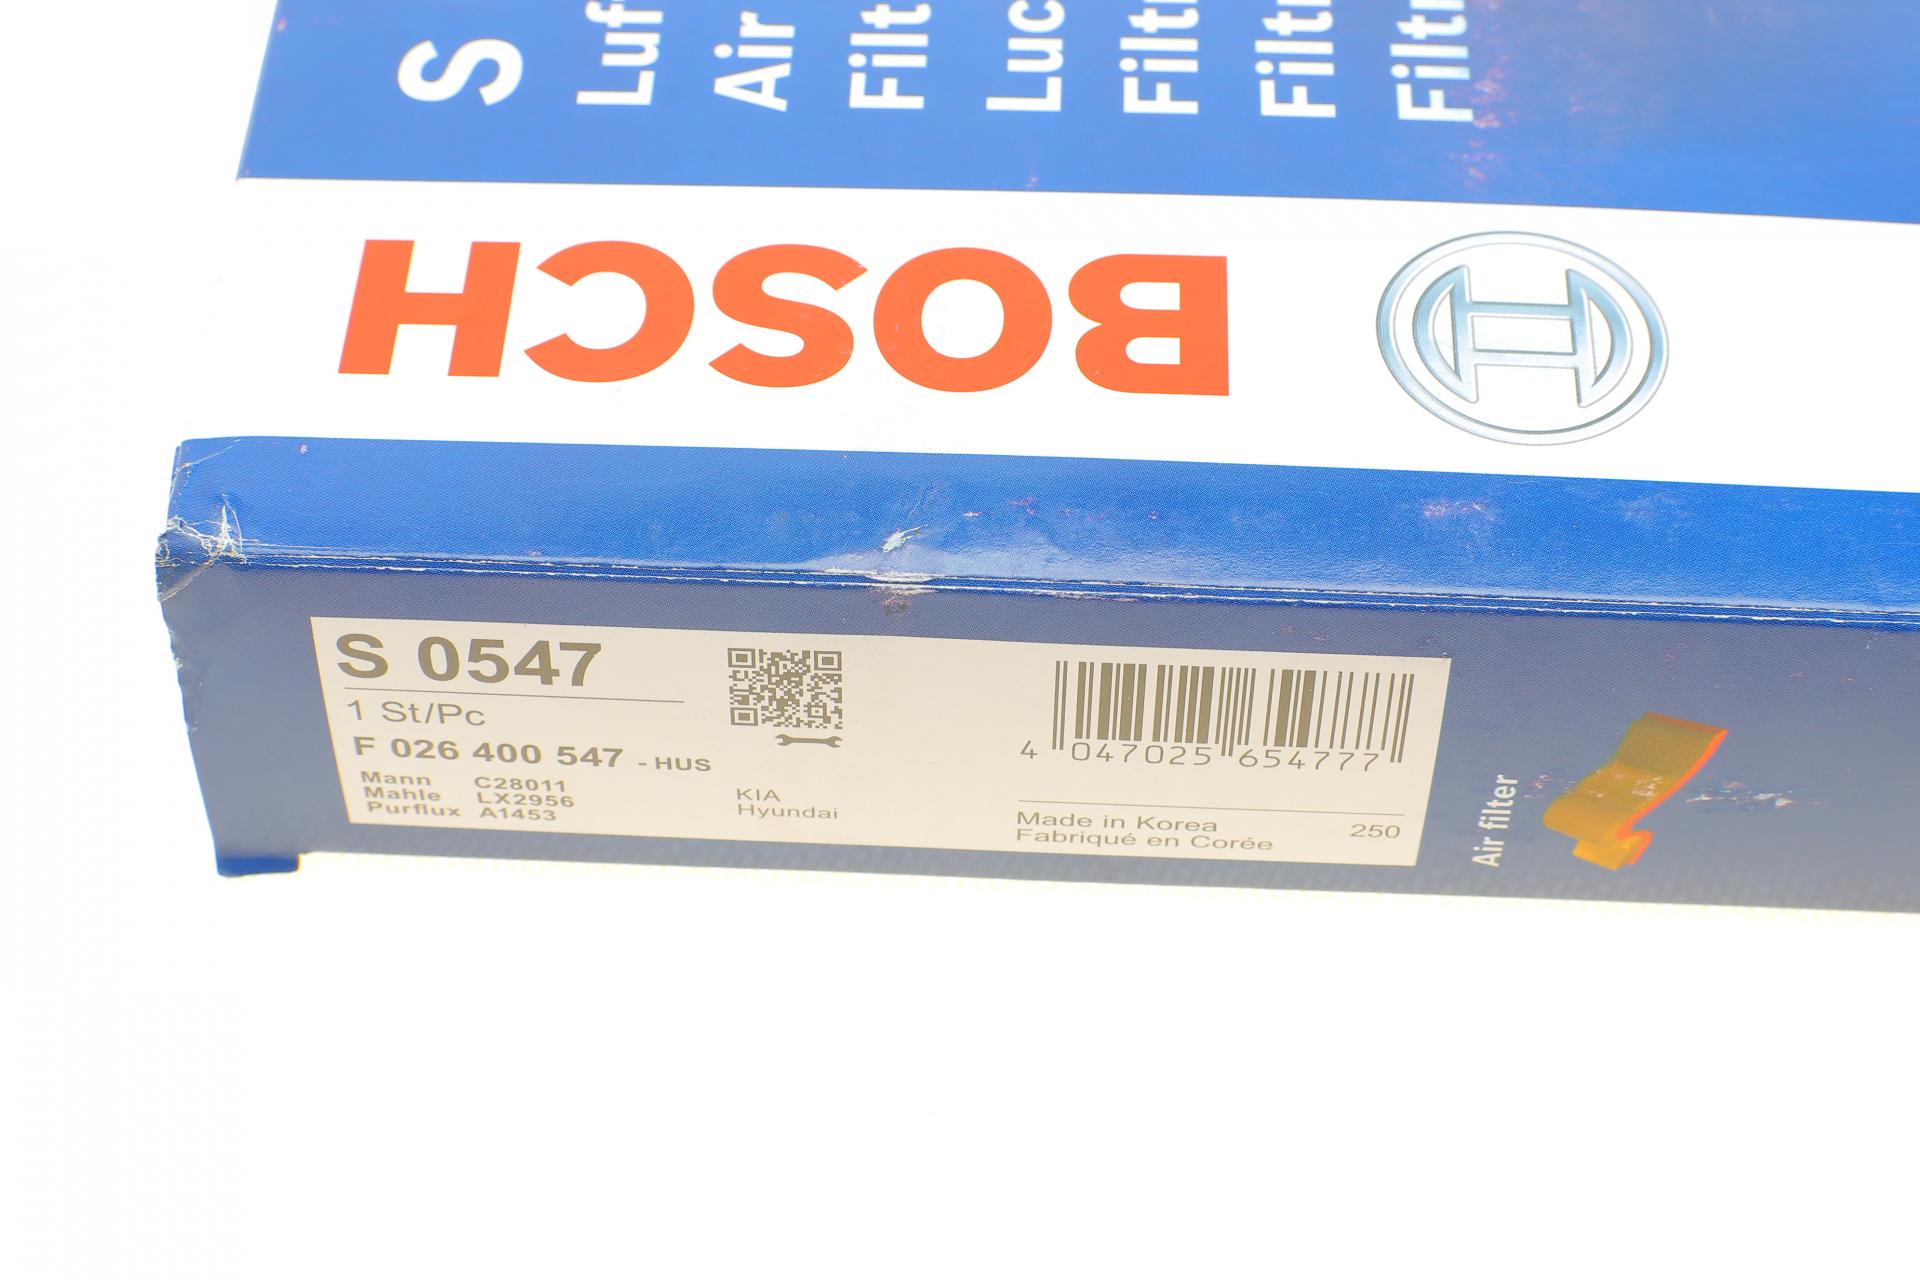 S
Air
BOSCH
S 0547
1 St/Pc
F 026 400 547 - HUS
Mann C28011
Mahle LX2956
Purflux A1453
KIA
Hyundai
4 047025 654777
Made in Korea
Fabriqué en Corée
250
Air filter